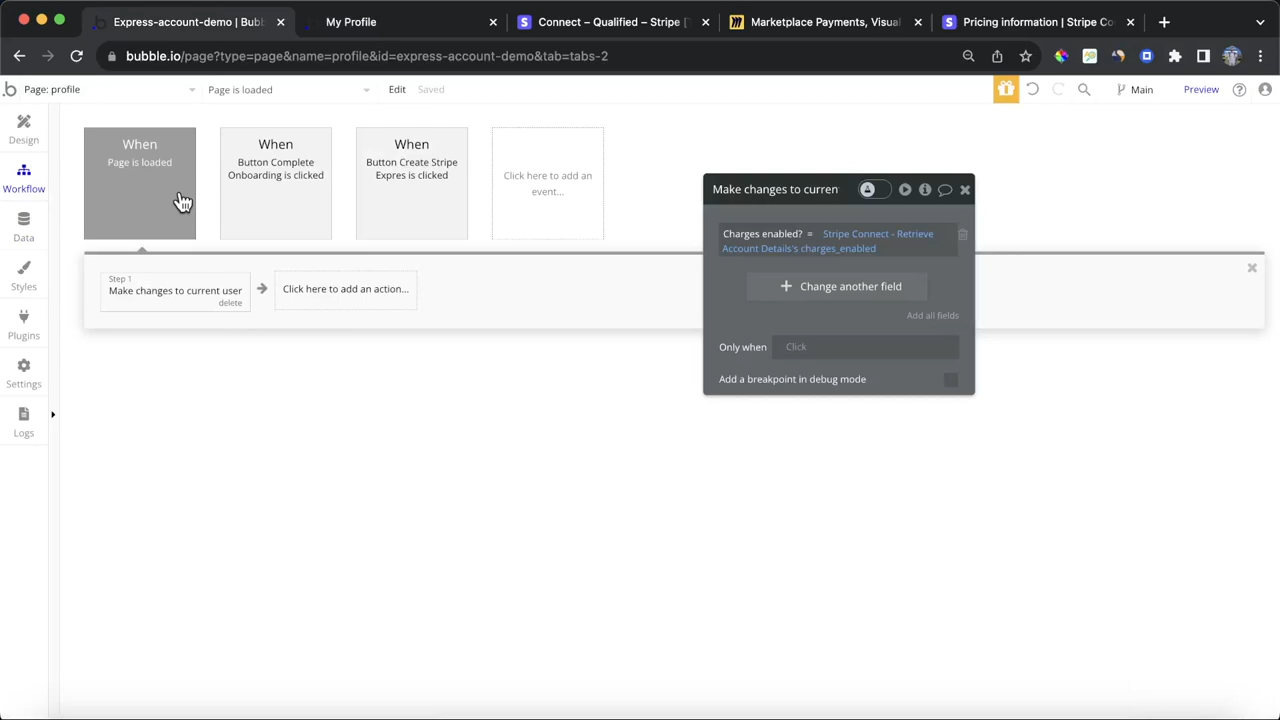 Express-account-demo | Bubb
My Profile
Connect – Qualified – Stripe [
Marketplace Payments, Visual
Pricing information | Stripe Co
bubble.io/page?type=page&name=profile&id=express-account-demo&tab=tabs-2
Page: profile
Page is loaded
Edit
Saved
Main
Preview
Design
Workflow
Data
Styles
Plugins
Settings
Logs
When
Page is loaded
When
Button Complete
Onboarding is clicked
When
Button Create Stripe
Expres is clicked
Click here to add an
event...
Step 1
Make changes to current user
delete
Click here to add an action...
Make changes to curren
Charges enabled? = Stripe Connect - Retrieve
Account Details's charges_enabled
Change another field
Add all fields
Only when
Click
Add a breakpoint in debug mode